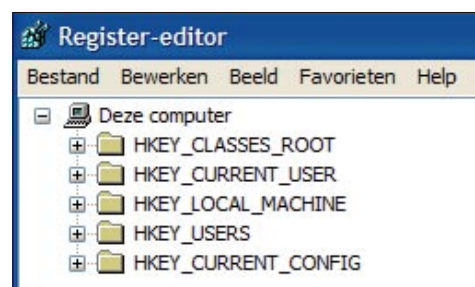 Register-editor
Bestand Bewerken Beeld Favorieten Help
Deze computer
HKEY_CLASSES_ROOT
HKEY_CURRENT_USER
HKEY_LOCAL_MACHINE
HKEY_USERS
HKEY_CURRENT_CONFIG